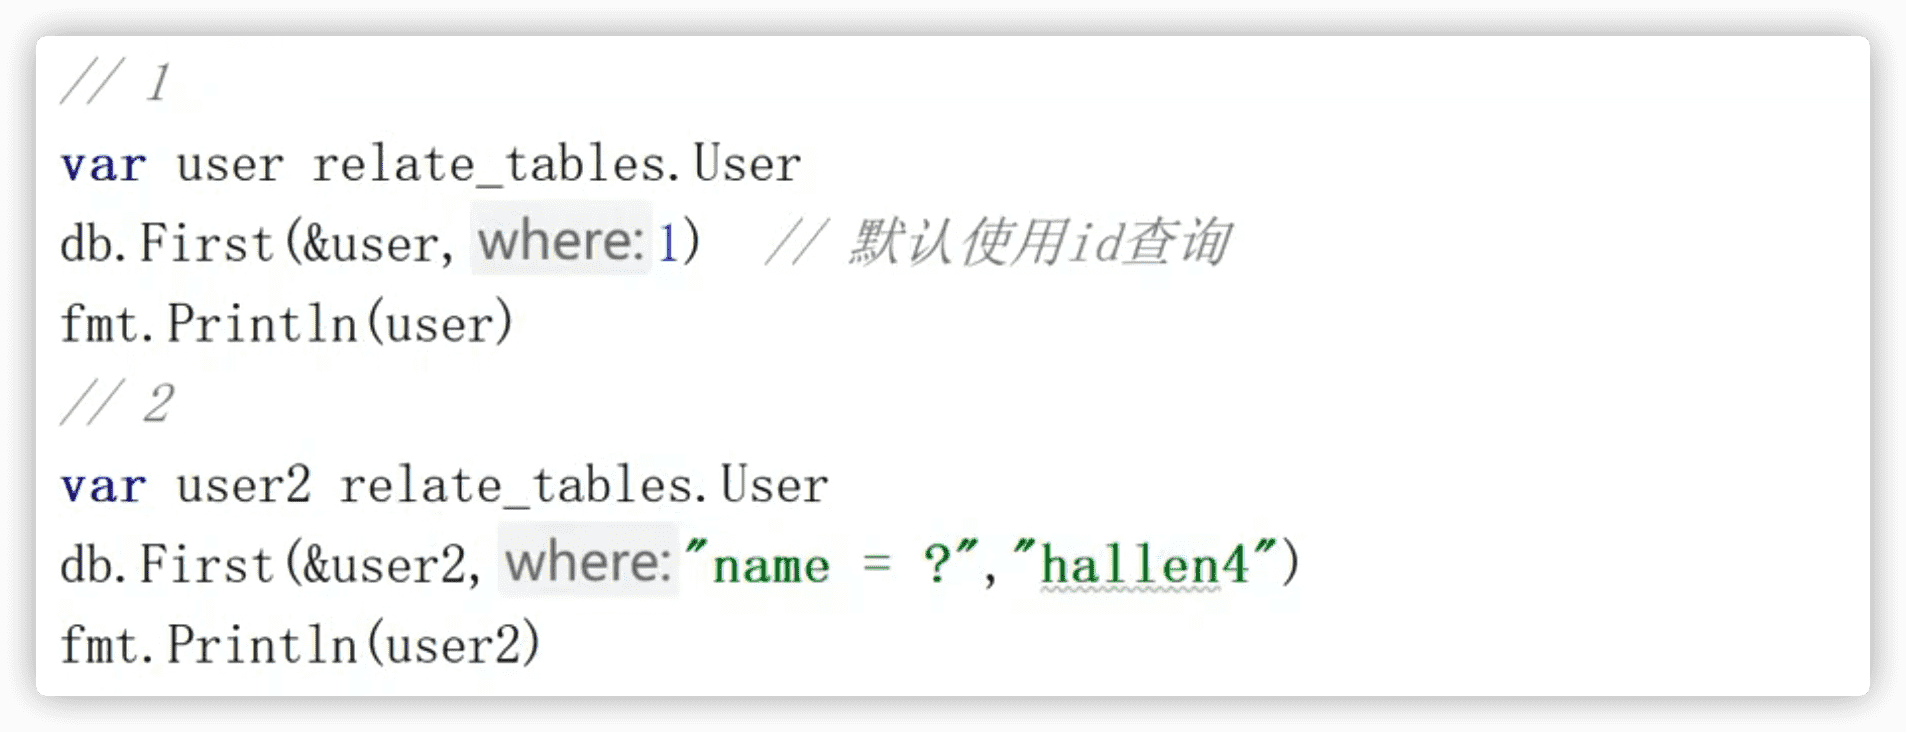 // 1
var user relate_tables.User
db.First(&user, where: 1)  // 默认使用id查询
fmt.Println(user)
// 2
var user2 relate_tables.User
db.First(&user2, where: "name = ?","hallen4")
fmt.Println(user2)